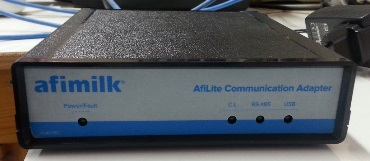 afimilk®
AfiLite Communication Adapter
Power/Fault
C.L. RS-485 USB